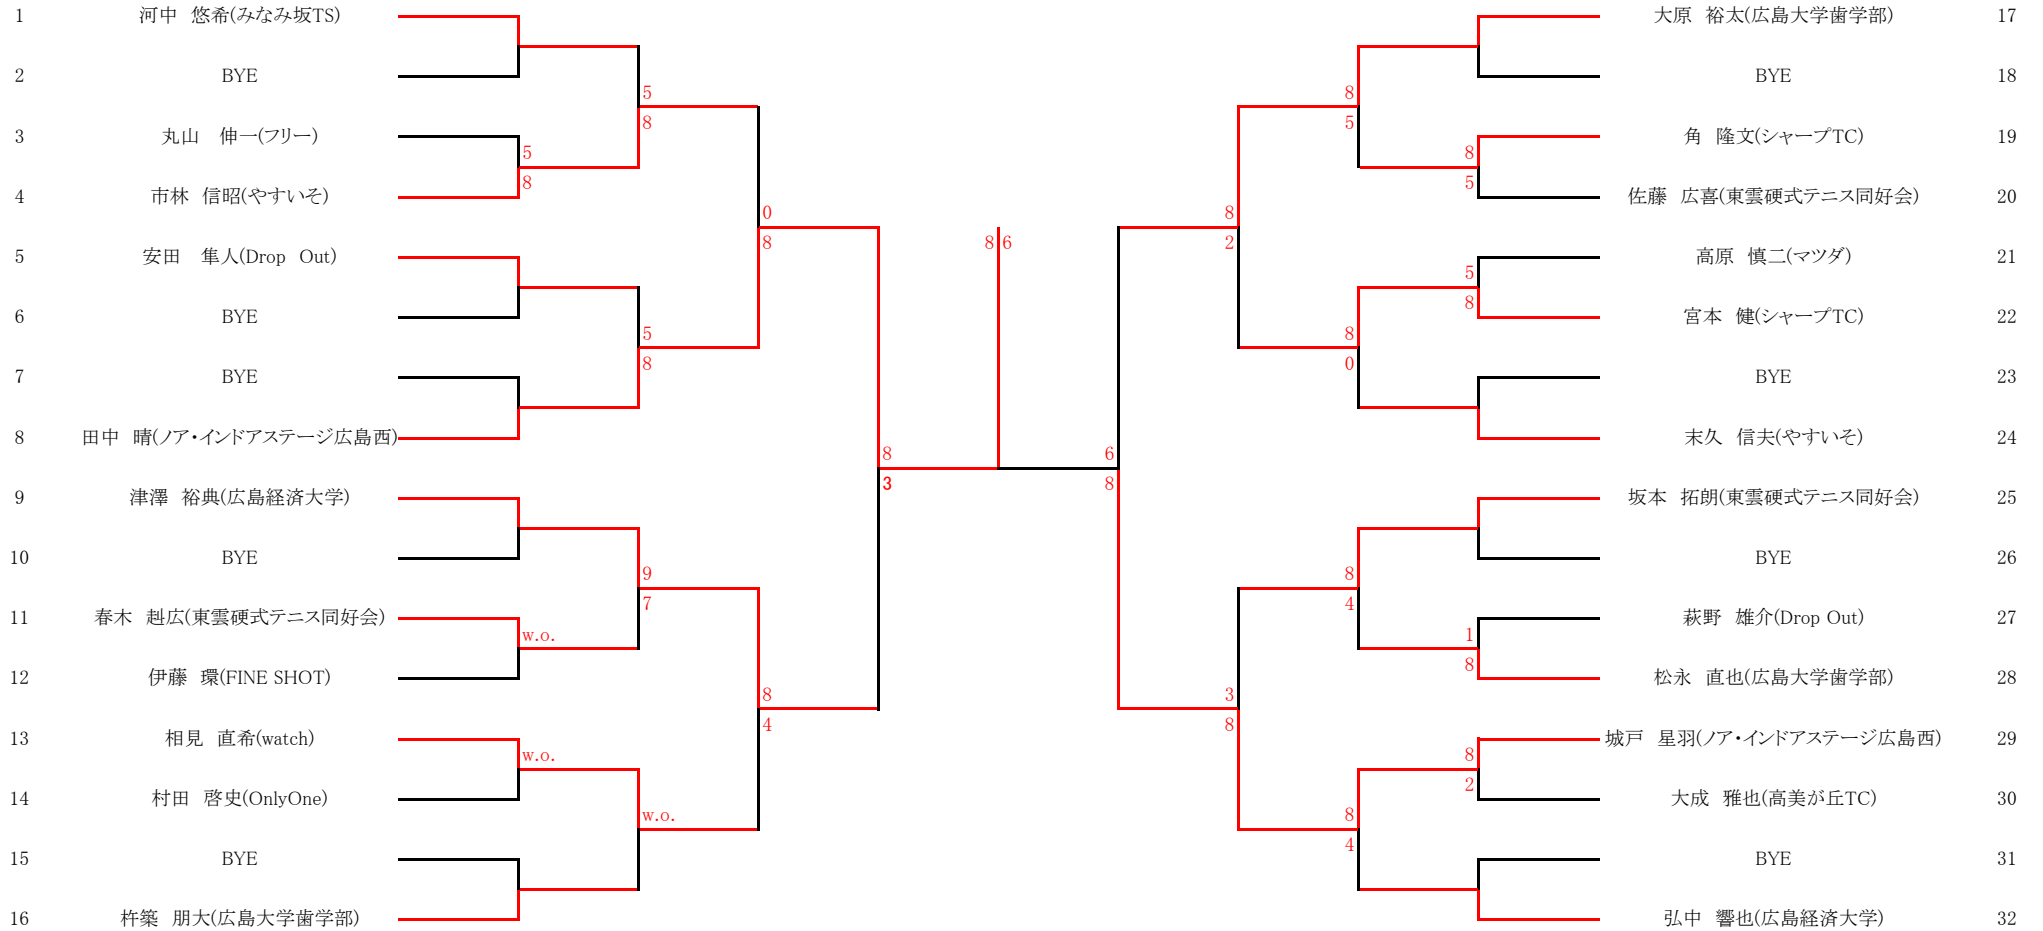 1 河中 悠希(みなみ坂TS)
2 BYE
5
8
3 丸山 伸一(フリー)
5
8
4 市林 信昭(やすいそ)
0
8
5 安田 隼人(Drop Out)
6 BYE
5
8
7 BYE
8 田中 晴(ノア・インドアステージ広島西)
8
3
9 津澤 裕典(広島経済大学)
10 BYE
9
7
11 春木 赳広(東雲硬式テニス同好会)
w.o.
12 伊藤 環(FINE SHOT)
8
4
13 相見 直希(watch)
w.o.
14 村田 啓史(OnlyOne)
w.o.
15 BYE
16 杵築 朋大(広島大学歯学部)
8 6
大原 裕太(広島大学歯学部) 17
BYE 18
8
5
角 隆文(シャープTC) 19
8
5
佐藤 広喜(東雲硬式テニス同好会) 20
8
2
高原 慎二(マツダ) 21
5
8
宮本 健(シャープTC) 22
8
0
BYE 23
末久 信夫(やすいそ) 24
6
8
坂本 拓朗(東雲硬式テニス同好会) 25
BYE 26
8
4
萩野 雄介(Drop Out) 27
1
8
松永 直也(広島大学歯学部) 28
3
8
城戸 星羽(ノア・インドアステージ広島西) 29
8
2
大成 雅也(高美が丘TC) 30
8
4
BYE 31
弘中 響也(広島経済大学) 32